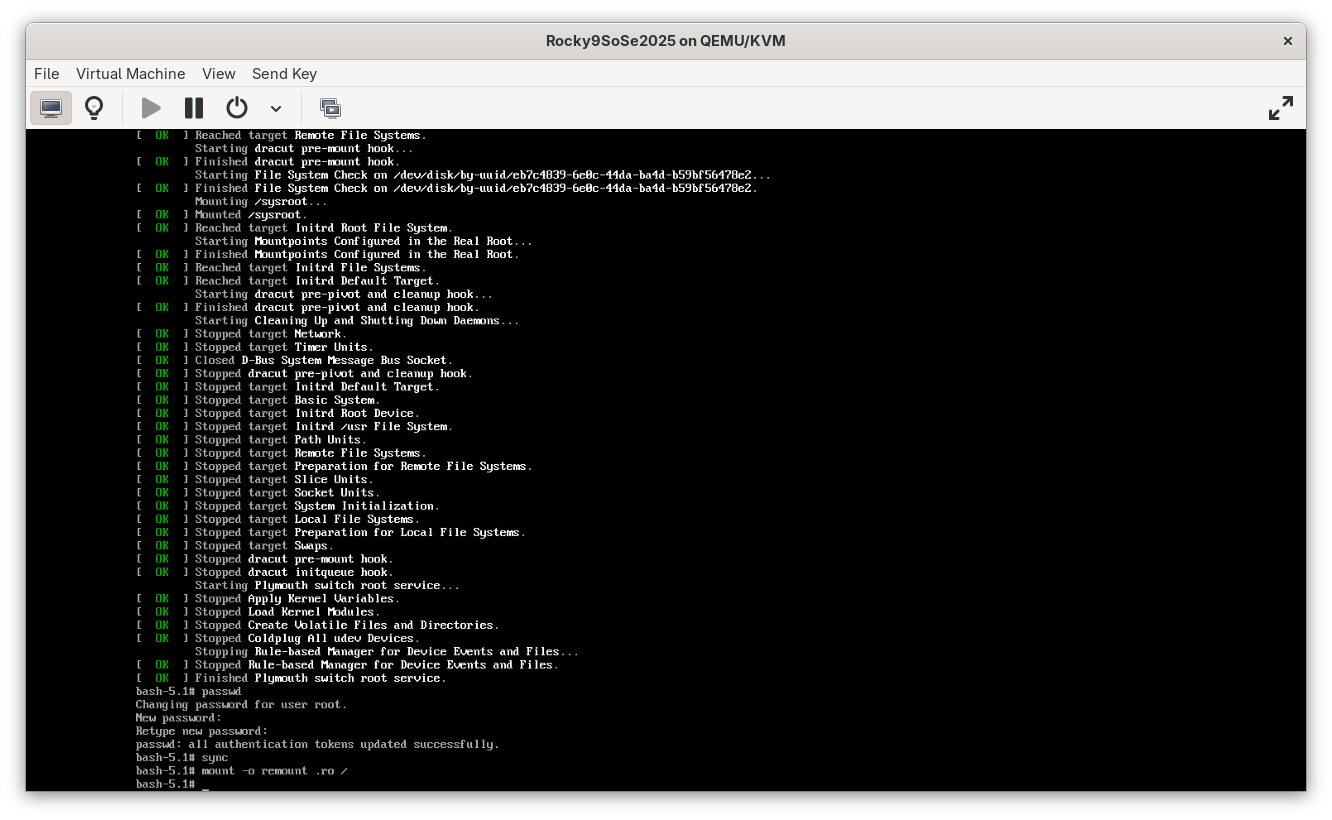 Rocky9SoSe2025 on QEMU/KVM
File Virtual Machine View Send Key
[  OK  ] Reached target Remote File Systems.
         Starting dracut pre-mount hook...
[  OK  ] Finished dracut pre-mount hook.
         Starting File System Check on /dev/disk/by-uuid/eb7c4839-6e0c-44da-ba4d-b59bf56478e2...
[  OK  ] Finished File System Check on /dev/disk/by-uuid/eb7c4839-6e0c-44da-ba4d-b59bf56478e2.
         Mounting /sysroot...
[  OK  ] Mounted /sysroot.
[  OK  ] Reached target Initrd Root File System.
         Starting Mountpoints Configured in the Real Root...
[  OK  ] Finished Mountpoints Configured in the Real Root.
[  OK  ] Reached target Initrd File Systems.
[  OK  ] Reached target Initrd Default Target.
         Starting dracut pre-pivot and cleanup hook...
[  OK  ] Finished dracut pre-pivot and cleanup hook.
         Starting Cleaning Up and Shutting Down Daemons...
[  OK  ] Stopped target Network.
[  OK  ] Stopped target Timer Units.
[  OK  ] Closed D-Bus System Message Bus Socket.
[  OK  ] Stopped dracut pre-pivot and cleanup hook.
[  OK  ] Stopped target Initrd Default Target.
[  OK  ] Stopped target Basic System.
[  OK  ] Stopped target Initrd Root Device.
[  OK  ] Stopped target Initrd /usr File System.
[  OK  ] Stopped target Path Units.
[  OK  ] Stopped target Remote File Systems.
[  OK  ] Stopped target Preparation for Remote File Systems.
[  OK  ] Stopped target Slice Units.
[  OK  ] Stopped target Socket Units.
[  OK  ] Stopped target System Initialization.
[  OK  ] Stopped target Local File Systems.
[  OK  ] Stopped target Preparation for Local File Systems.
[  OK  ] Stopped target Swaps.
[  OK  ] Stopped dracut pre-mount hook.
[  OK  ] Stopped dracut initqueue hook.
         Starting Plymouth switch root service...
[  OK  ] Stopped Apply Kernel Variables.
[  OK  ] Stopped Load Kernel Modules.
[  OK  ] Stopped Create Volatile Files and Directories.
[  OK  ] Stopped Coldplug All udev Devices.
         Stopping Rule-based Manager for Device Events and Files...
[  OK  ] Stopped Rule-based Manager for Device Events and Files.
[  OK  ] Finished Plymouth switch root service.
bash-5.1# passwd
Changing password for user root.
New password:
Retype new password:
passwd: all authentication tokens updated successfully.
bash-5.1# sync
bash-5.1# mount -o remount .ro /
bash-5.1# _